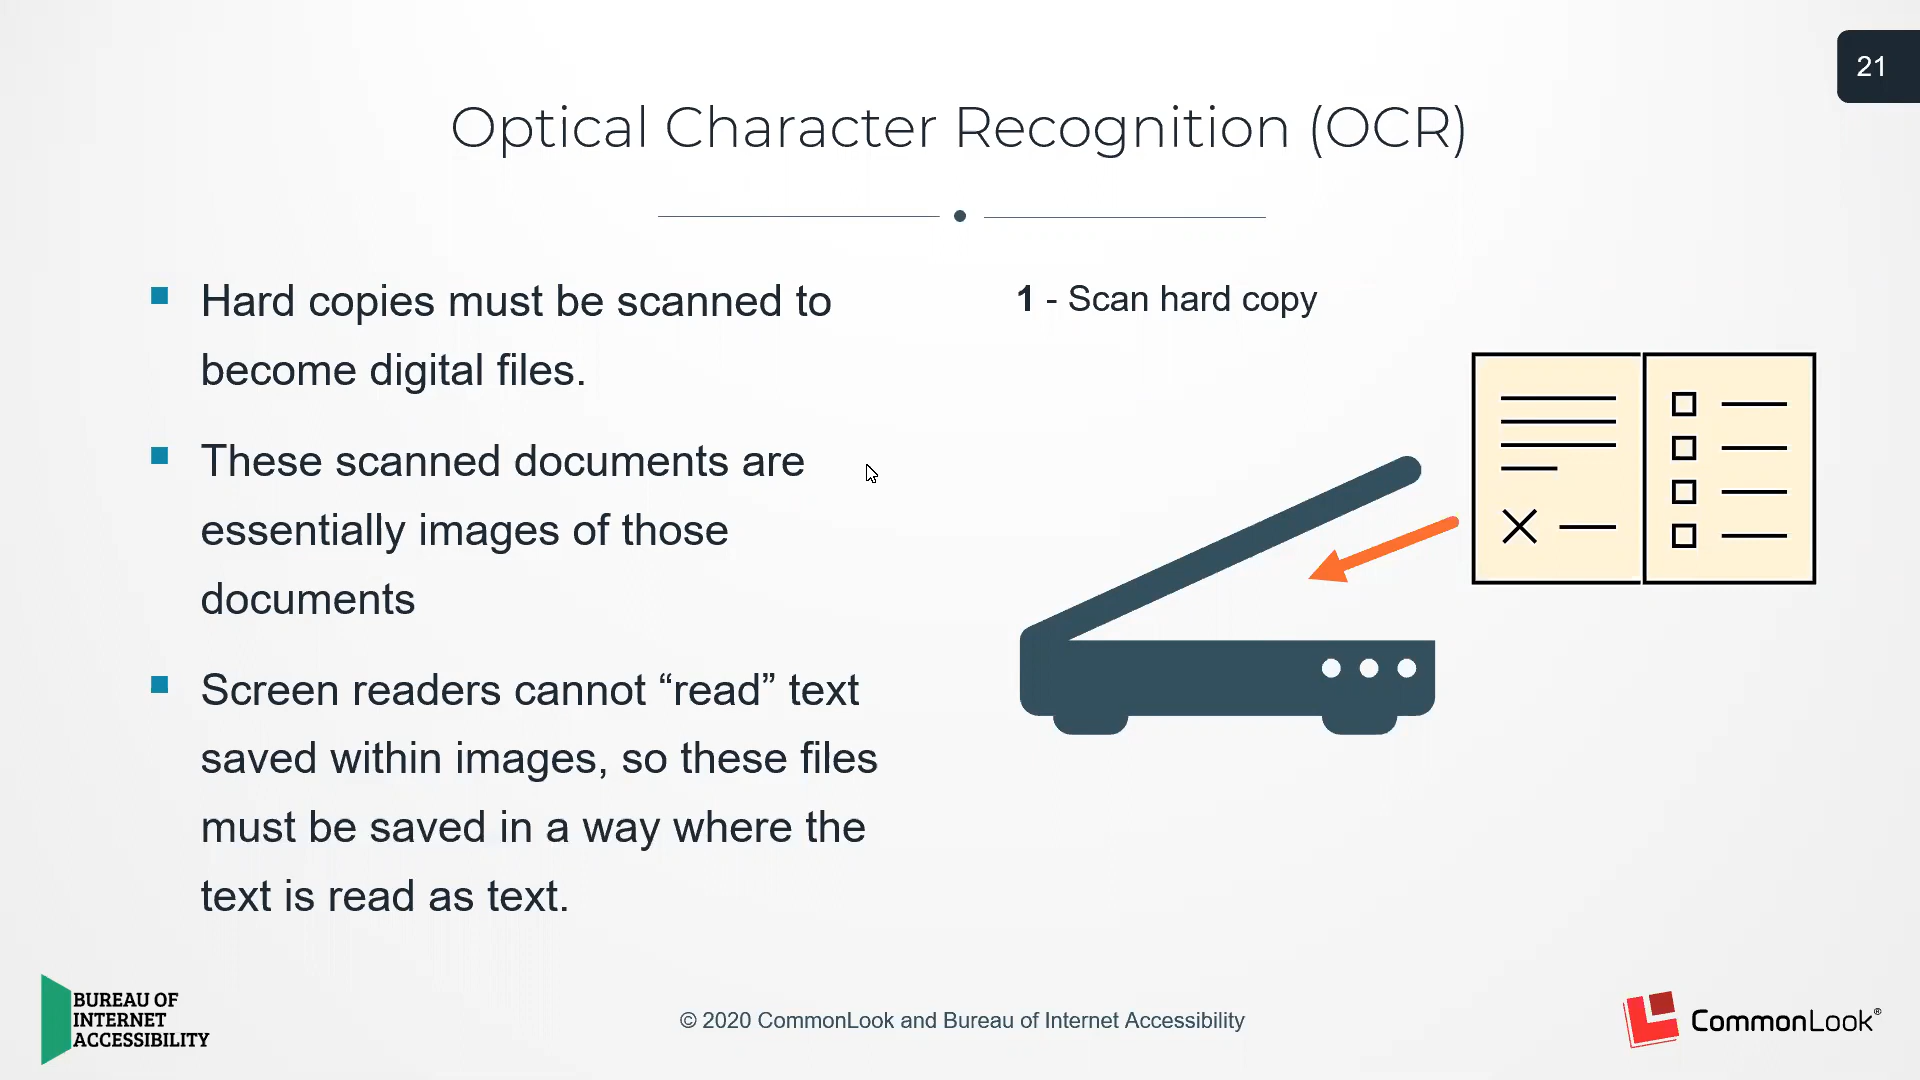 21
Optical Character Recognition (OCR)
Hard copies must be scanned to
become digital files.
These scanned documents are
essentially images of those
documents
Screen readers cannot “read” text
saved within images, so these files
must be saved in a way where the
text is read as text.
1 - Scan hard copy
BUREAU OF
INTERNET
ACCESSIBILITY
© 2020 CommonLook and Bureau of Internet Accessibility
CommonLook®